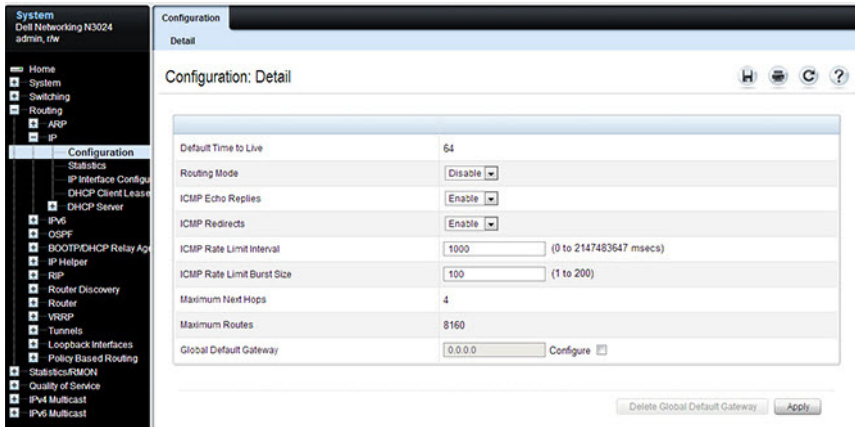 System
Dell Networking N3024
admin, r/w
Home
System
Switching
Routing
ARP
IP
Configuration
Statistics
IP Interface Configu
DHCP Client Lease
DHCP Server
IPv6
OSPF
BOOTP/DHCP Relay Age
IP Helper
RIP
Router Discovery
Router
VRRP
Tunnels
Loopback Interfaces
Policy Based Routing
Statistics/RMON
Quality of Service
IPv4 Multicast
IPv6 Multicast
Configuration
Detail
Configuration: Detail
Default Time to Live 64
Routing Mode Disable
ICMP Echo Replies Enable
ICMP Redirects Enable
ICMP Rate Limit Interval 1000 (0 to 2147483647 msecs)
ICMP Rate Limit Burst Size 100 (1 to 200)
Maximum Next Hops 4
Maximum Routes 8160
Global Default Gateway 0.0.0.0 Configure
Delete Global Default Gateway Apply